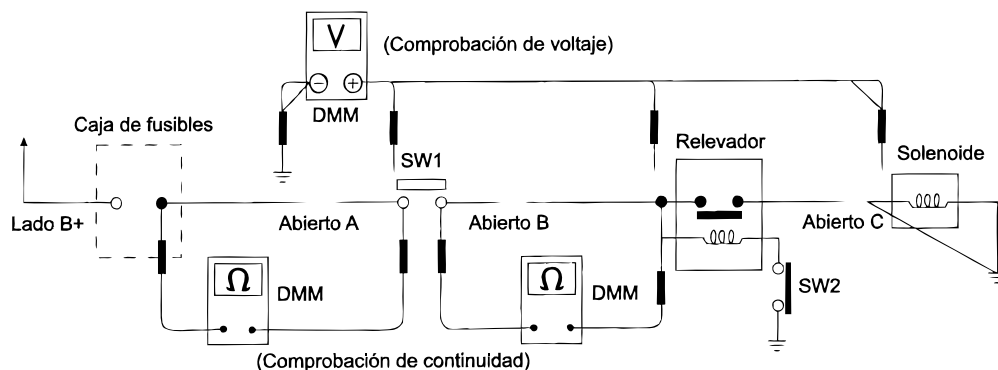 V
(Comprobación de voltaje)
− +
DMM
Caja de fusibles
SW1
Relevador
Solenoide
Lado B+
Abierto A
Abierto B
Abierto C
Ω
DMM
Ω
DMM
SW2
(Comprobación de continuidad)